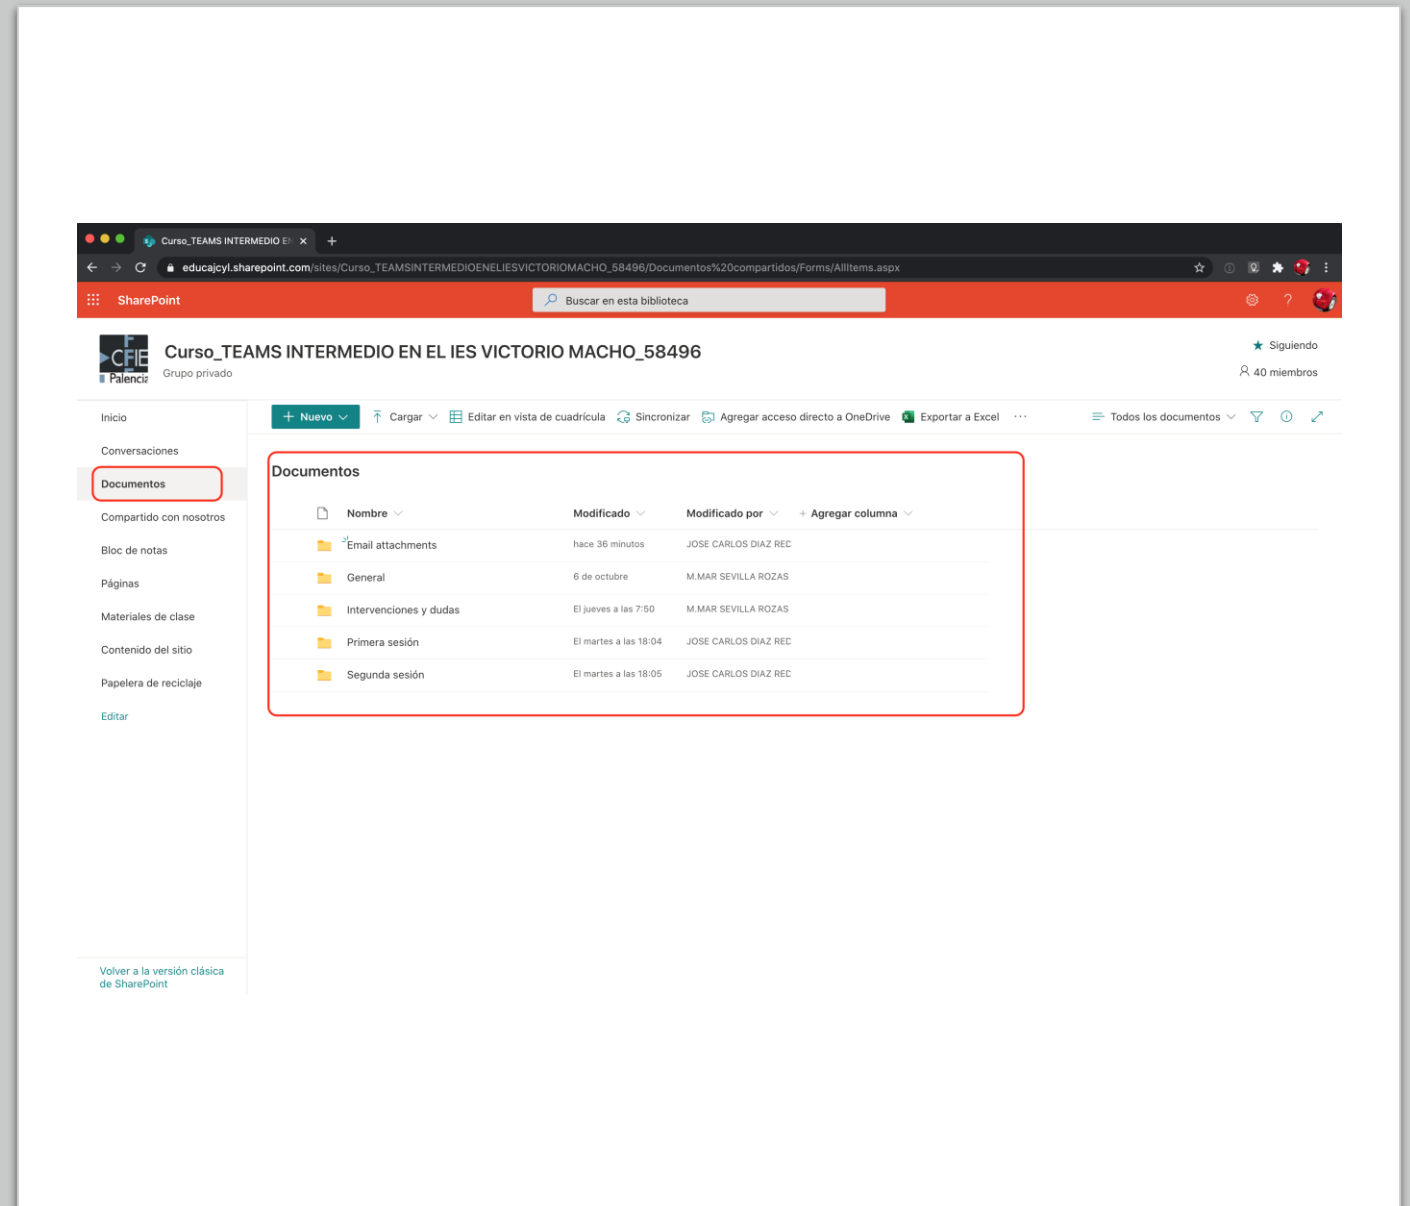 Curso_TEAMS INTERMEDIO EN
educajcyl.sharepoint.com/sites/Curso_TEAMSINTERMEDIOENELIESVICTORIOMACHO_58496/Documentos%20compartidos/Forms/AllItems.aspx
SharePoint
Buscar en esta biblioteca
?
CFIE
Palencia
Curso_TEAMS INTERMEDIO EN EL IES VICTORIO MACHO_58496
Grupo privado
Siguiendo
40 miembros
Inicio
Conversaciones
Documentos
Compartido con nosotros
Bloc de notas
Páginas
Materiales de clase
Contenido del sitio
Papelera de reciclaje
Editar
Volver a la versión clásica
de SharePoint
+ Nuevo Cargar Editar en vista de cuadrícula Sincronizar Agregar acceso directo a OneDrive Exportar a Excel ··· Todos los documentos
Documentos
Nombre Modificado Modificado por + Agregar columna
Email attachments hace 36 minutos JOSE CARLOS DIAZ REC
General 6 de octubre M.MAR SEVILLA ROZAS
Intervenciones y dudas El jueves a las 7:50 M.MAR SEVILLA ROZAS
Primera sesión El martes a las 18:04 JOSE CARLOS DIAZ REC
Segunda sesión El martes a las 18:05 JOSE CARLOS DIAZ REC